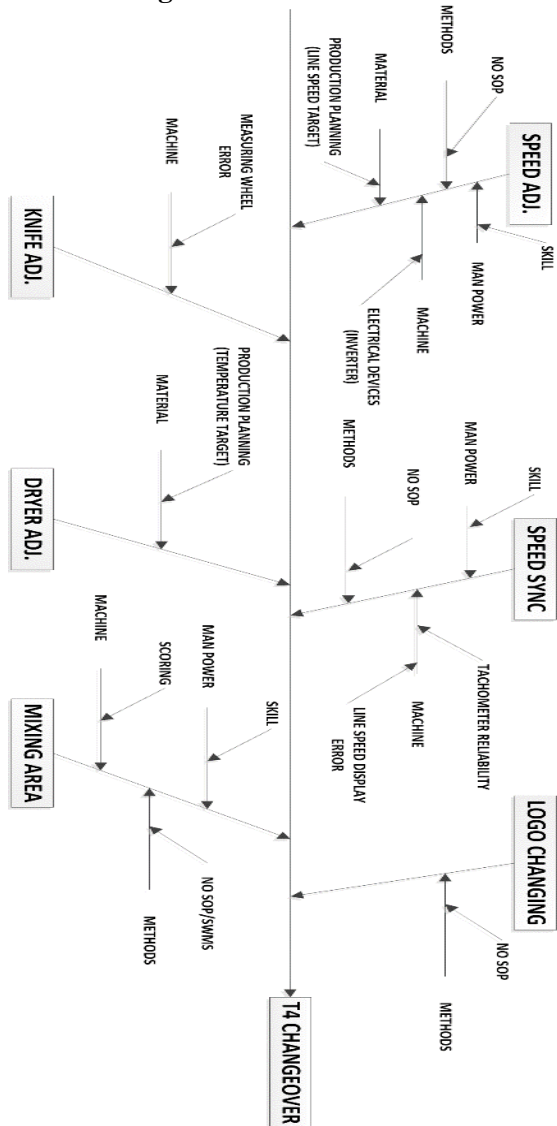 SPEED ADJ.
SPEED SYNC
LOGO CHANGING
NO SOP
METHODS
MATERIAL
PRODUCTION PLANNING
(LINE SPEED TARGET)
SKILL
MAN POWER
MACHINE
ELECTRICAL DEVICES
(INVERTER)
SKILL
MAN POWER
NO SOP
METHODS
TACHOMETER RELIABILITY
MACHINE
LINE SPEED DISPLAY
ERROR
NO SOP
METHODS
T4 CHANGEOVER
MEASURING WHEEL
ERROR
MACHINE
PRODUCTION PLANNING
(TEMPERATURE TARGET)
MATERIAL
SKILL
MAN POWER
SCORING
MACHINE
NO SOP/SWMS
METHODS
KNIFE ADJ.
DRYER ADJ.
MIXING AREA